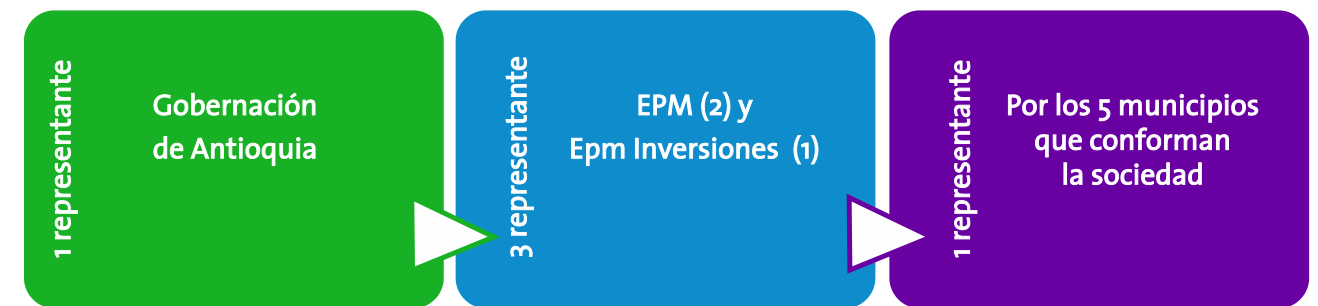 1 representante
Gobernación
de Antioquia
3 representante
EPM (2) y
Epm Inversiones (1)
1 representante
Por los 5 municipios
que conforman
la sociedad